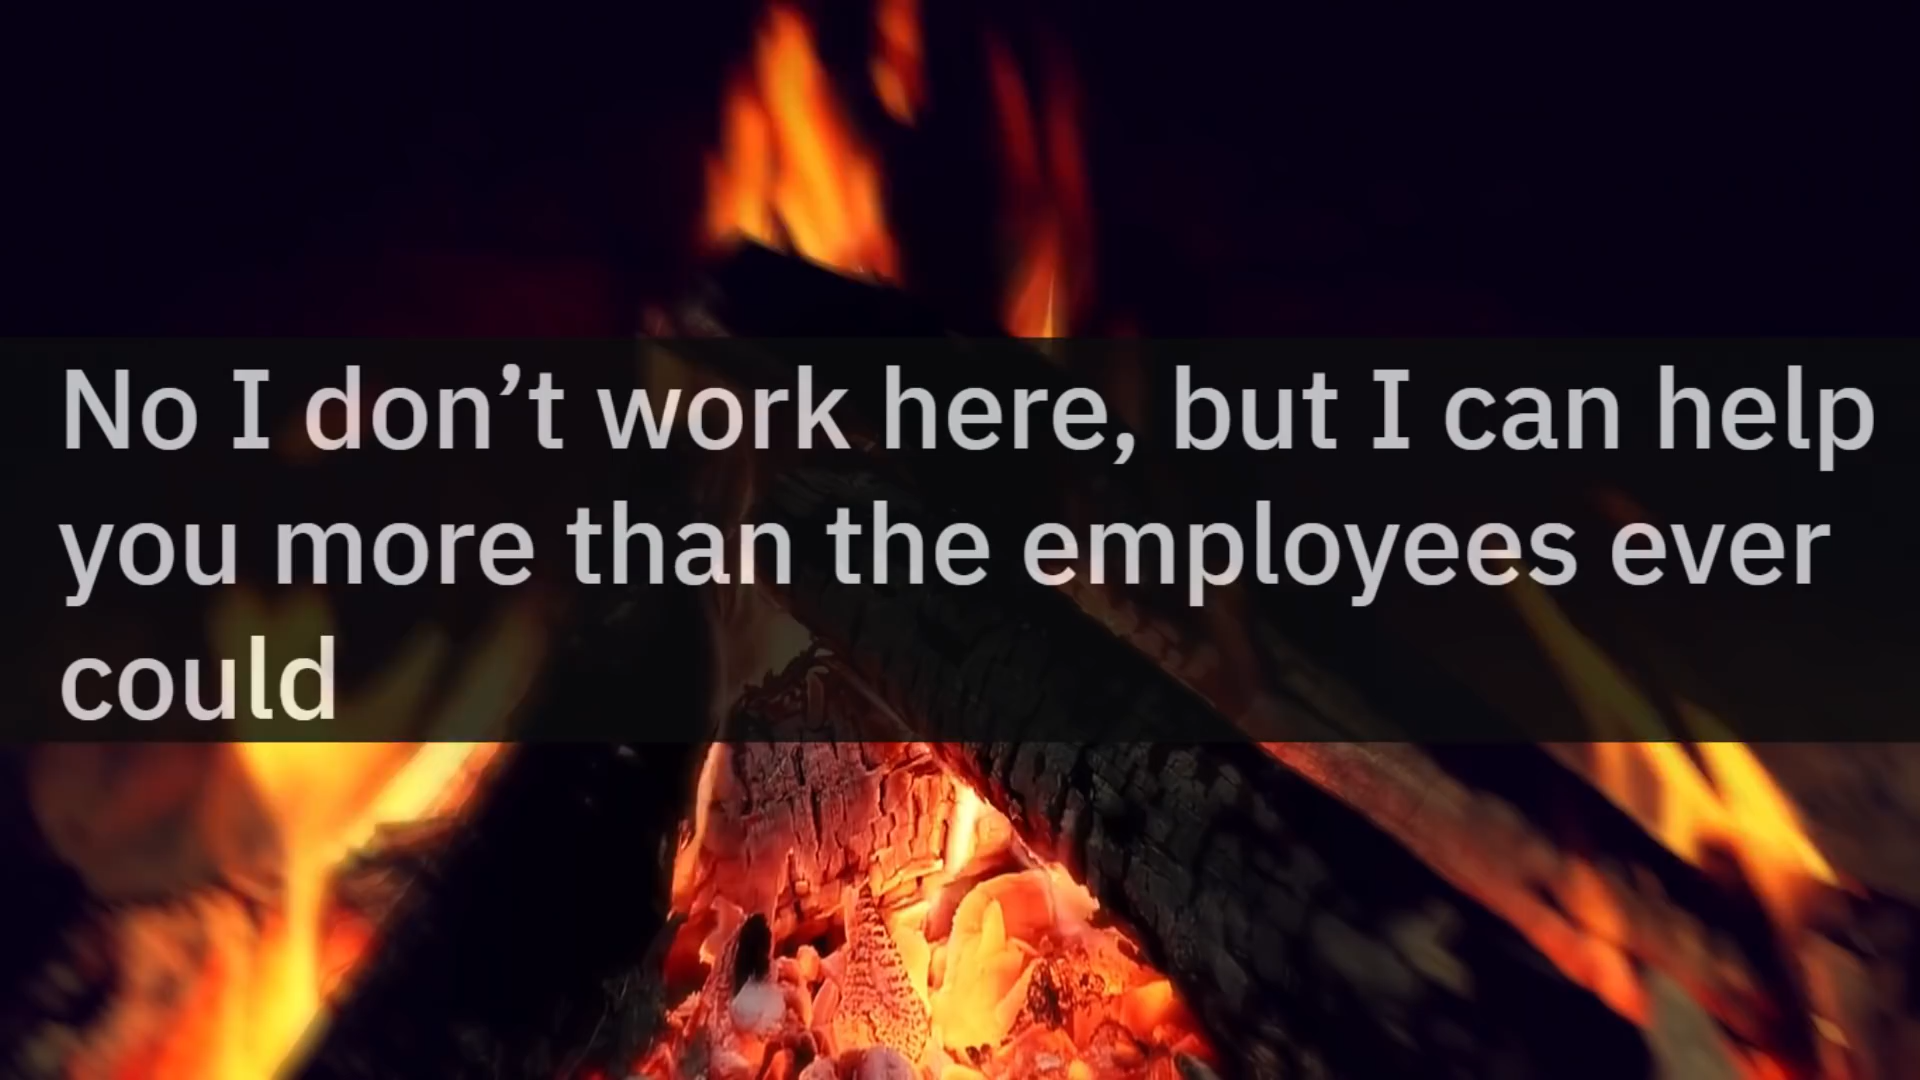 No I don’t work here, but I can help
you more than the employees ever
could